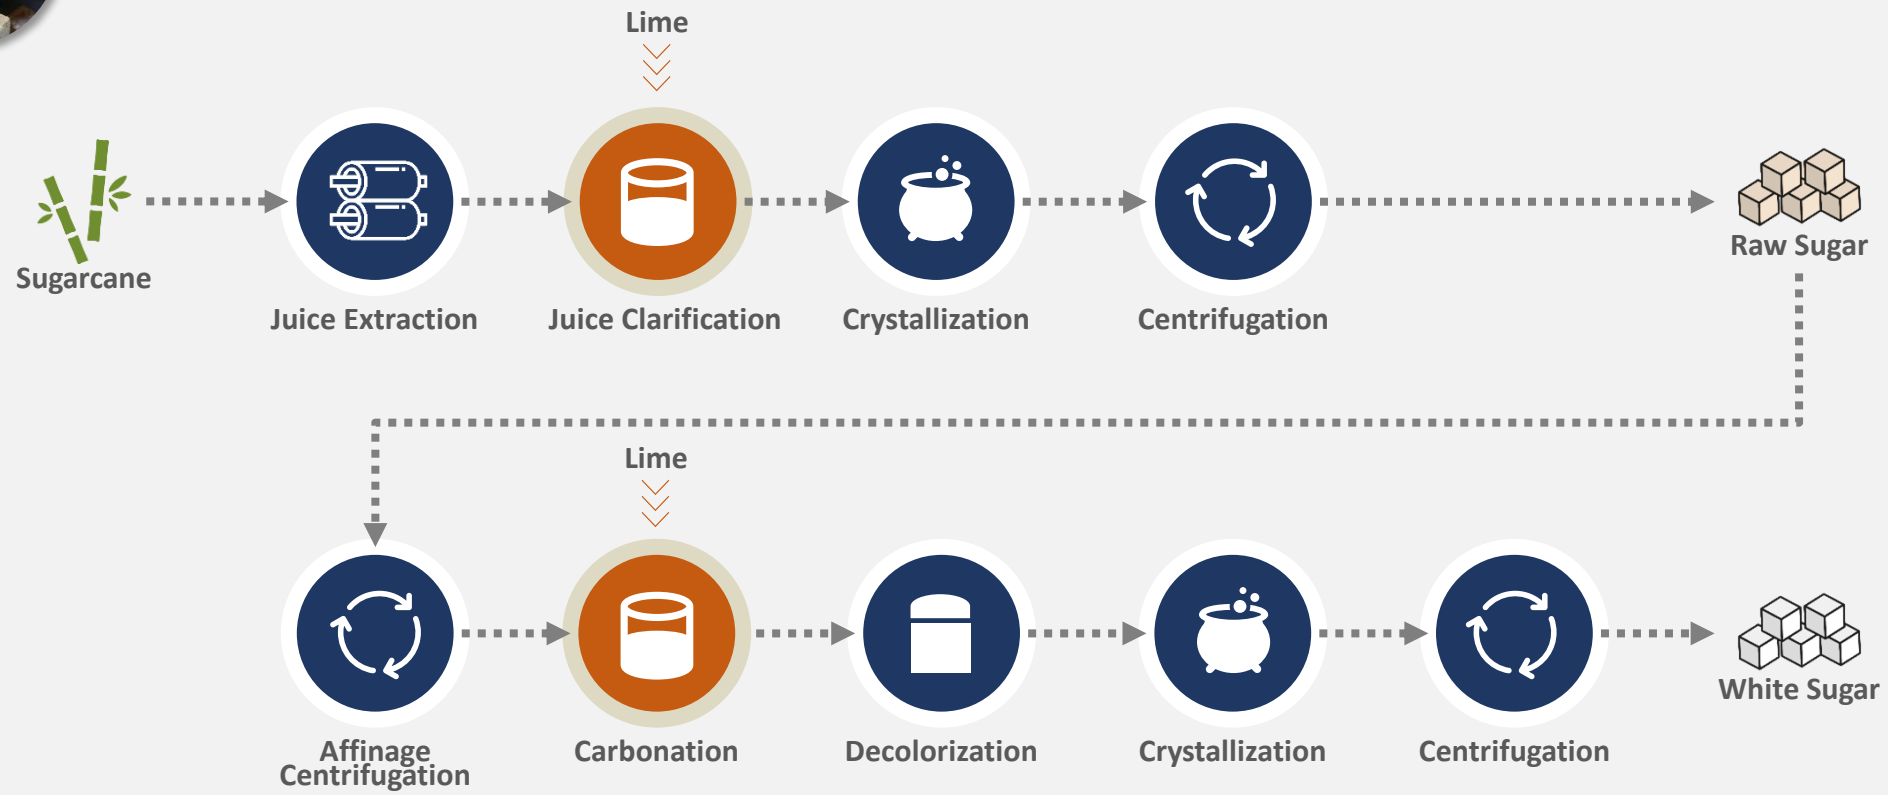 Lime
Sugarcane
Raw Sugar
Juice Extraction
Juice Clarification
Crystallization
Centrifugation
Lime
White Sugar
Affinage
Centrifugation
Carbonation
Decolorization
Crystallization
Centrifugation